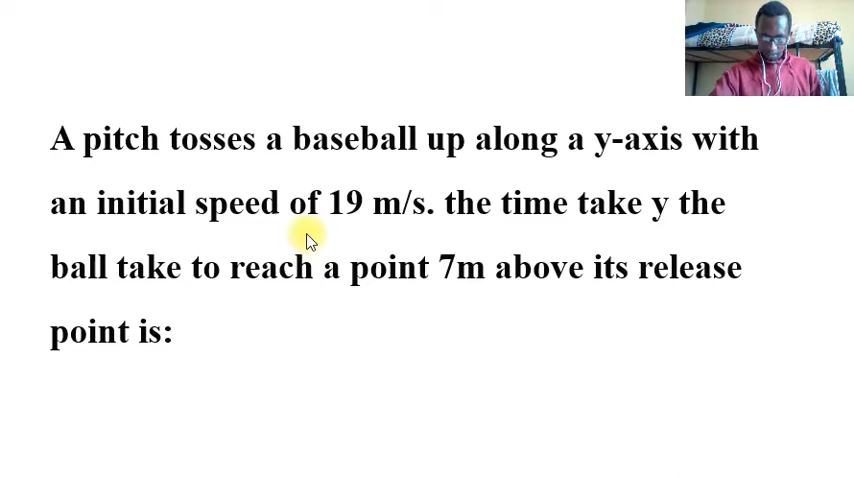 A pitch tosses a baseball up along a y-axis with
an initial speed of 19 m/s. the time take y the
ball take to reach a point 7m above its release
point is: